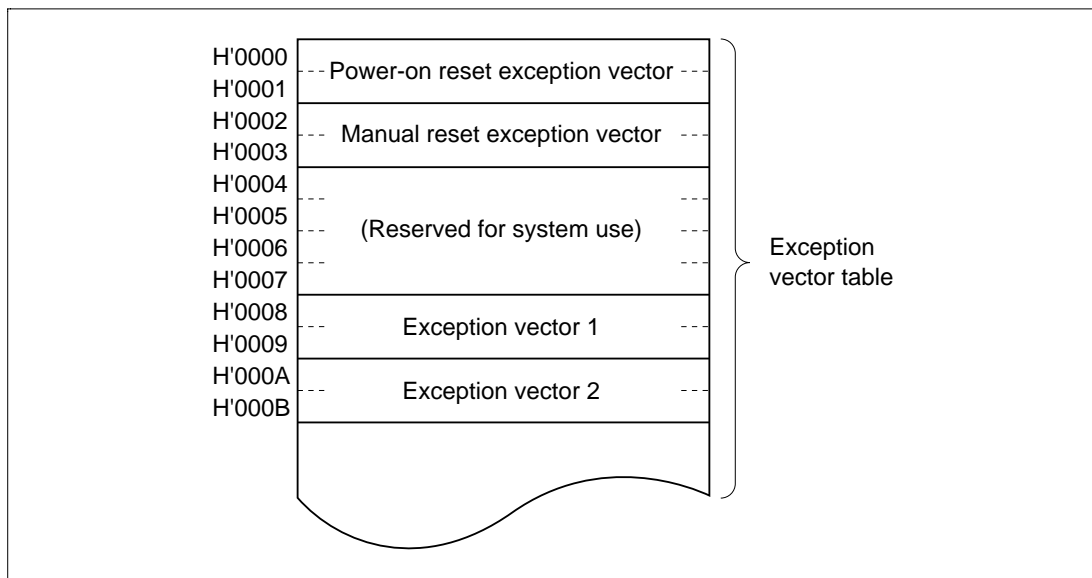 H'0000
Power-on reset exception vector
H'0001
H'0002
Manual reset exception vector
H'0003
H'0004
H'0005
(Reserved for system use)
H'0006
H'0007
H'0008
Exception vector 1
H'0009
H'000A
Exception vector 2
H'000B
Exception
vector table